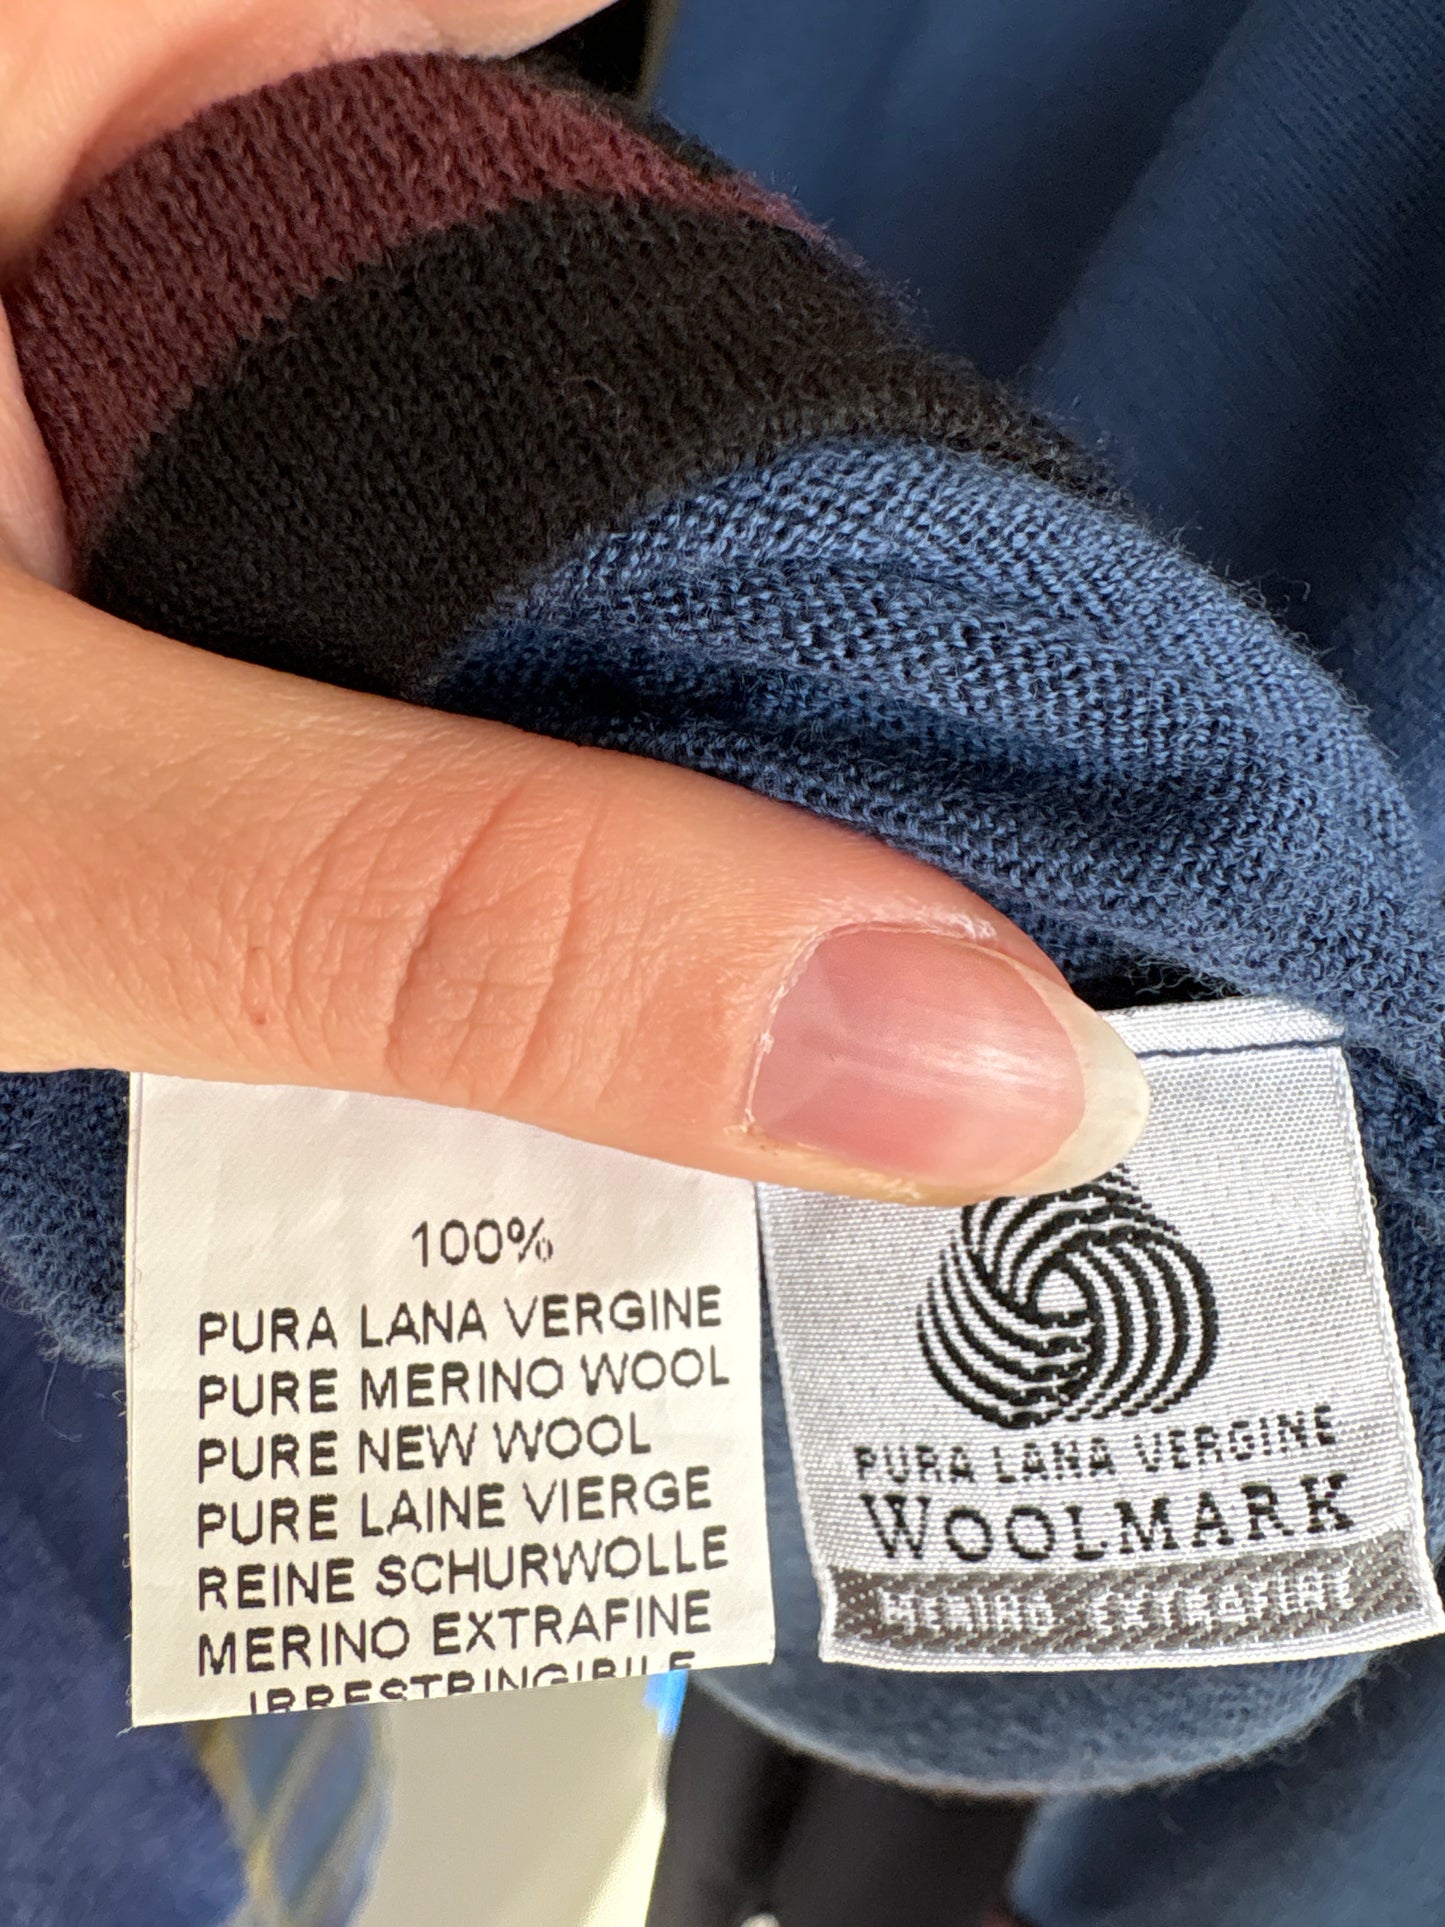 100%
PURA LANA VERGINE
PURE MERINO WOOL
PURE NEW WOOL
PURE LAINE VIERGE
REINE SCHURWOLLE
MERINO EXTRAFINE
IRRESTRINGIBILE
PURA LANA VERGINE
WOOLMARK
MERINO EXTRAFINE